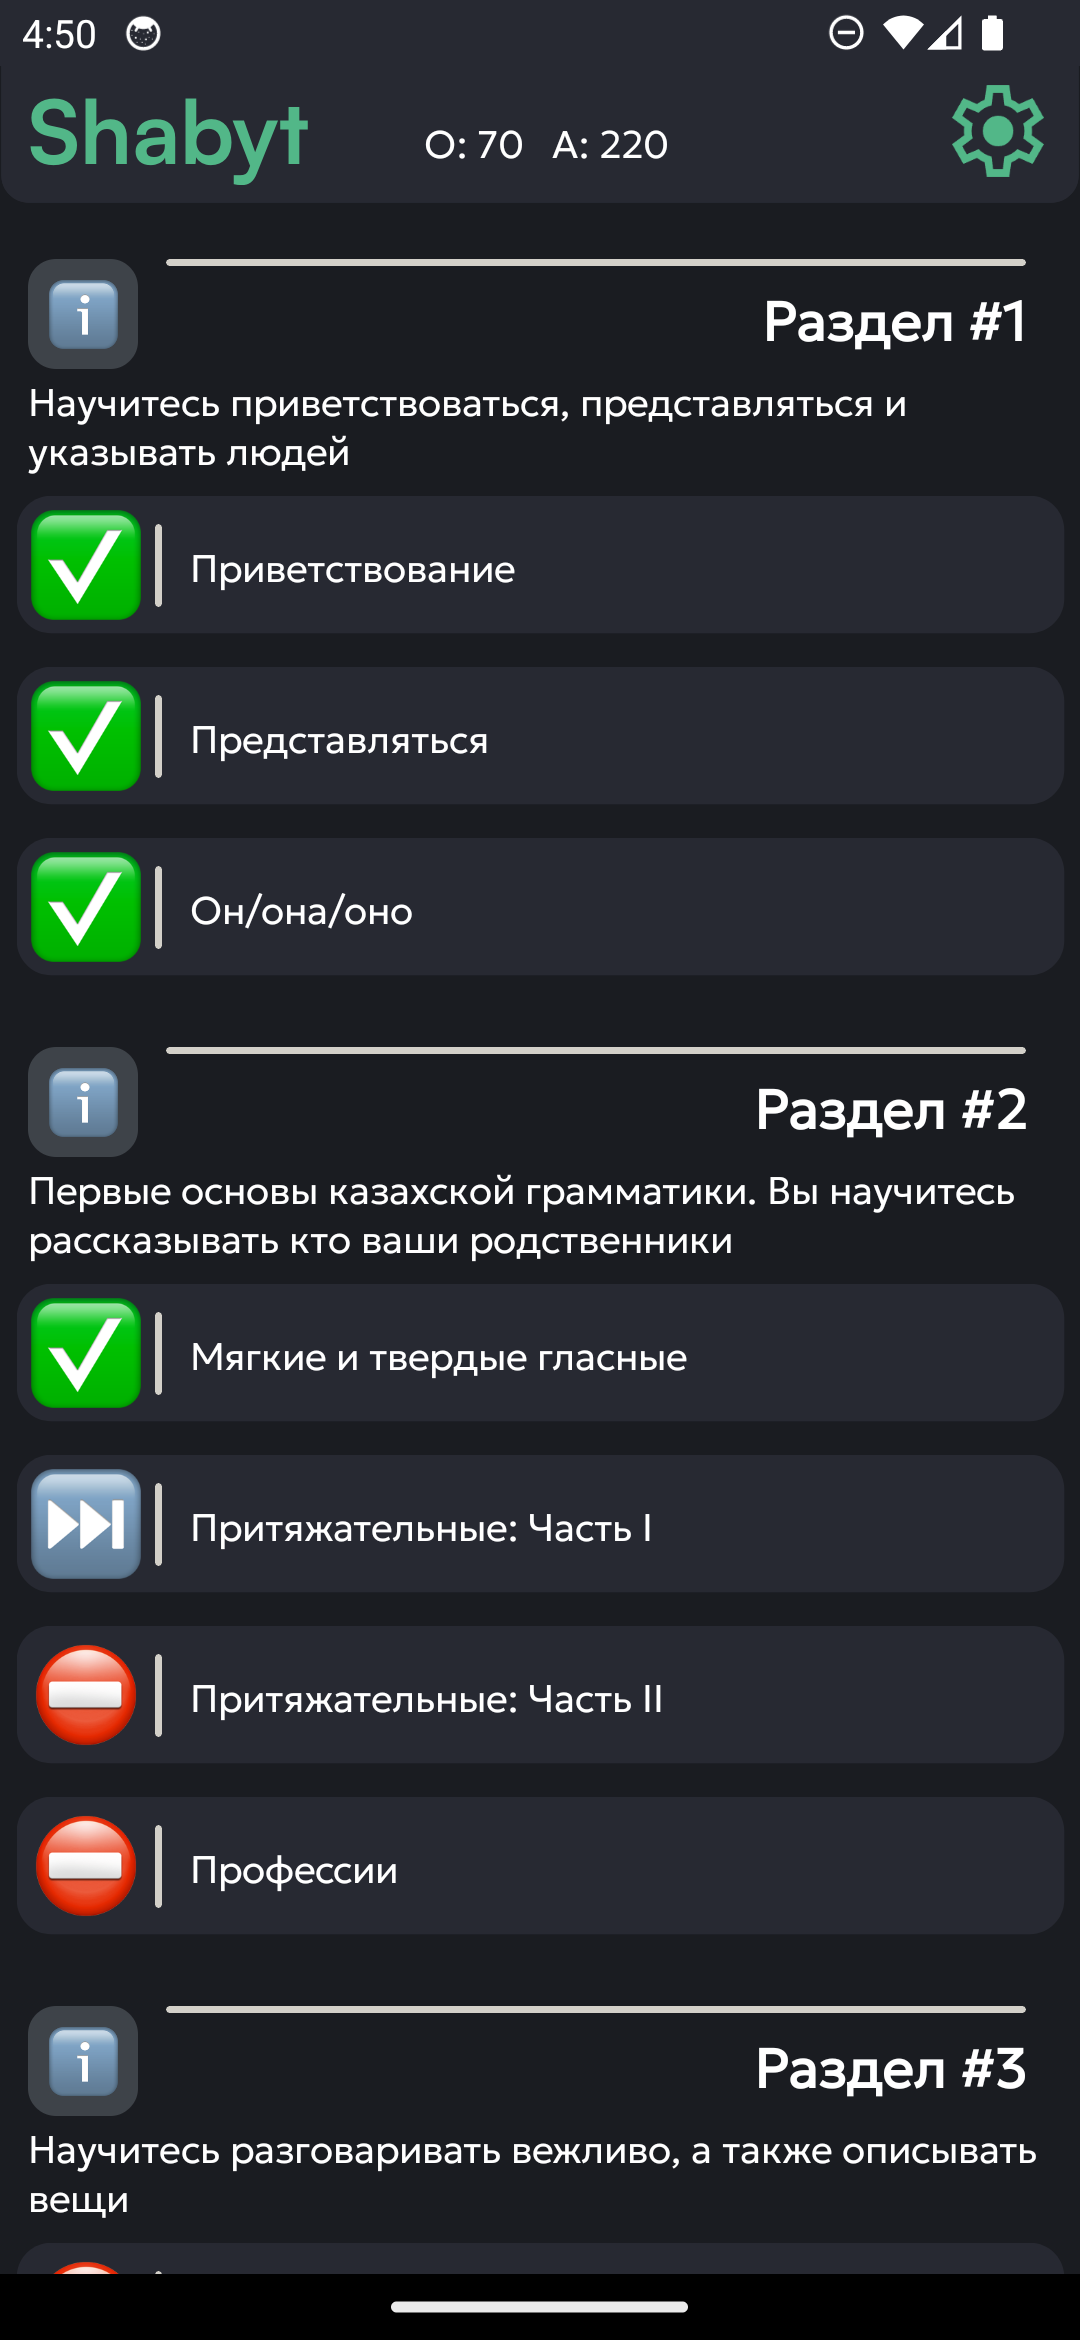 4:50
Shabyt
О: 70 А: 220
Раздел #1
Научитесь приветствоваться, представляться и
указывать людей
Приветствование
Представляться
Он/она/оно
Раздел #2
Первые основы казахской грамматики. Вы научитесь
рассказывать кто ваши родственники
Мягкие и твердые гласные
Притяжательные: Часть I
Притяжательные: Часть II
Профессии
Раздел #3
Научитесь разговаривать вежливо, а также описывать
вещи